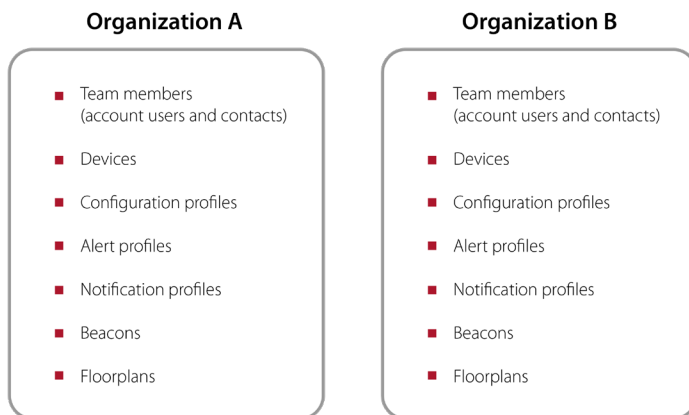 Organization A
Team members
(account users and contacts)
Devices
Configuration profiles
Alert profiles
Notification profiles
Beacons
Floorplans
Organization B
Team members
(account users and contacts)
Devices
Configuration profiles
Alert profiles
Notification profiles
Beacons
Floorplans